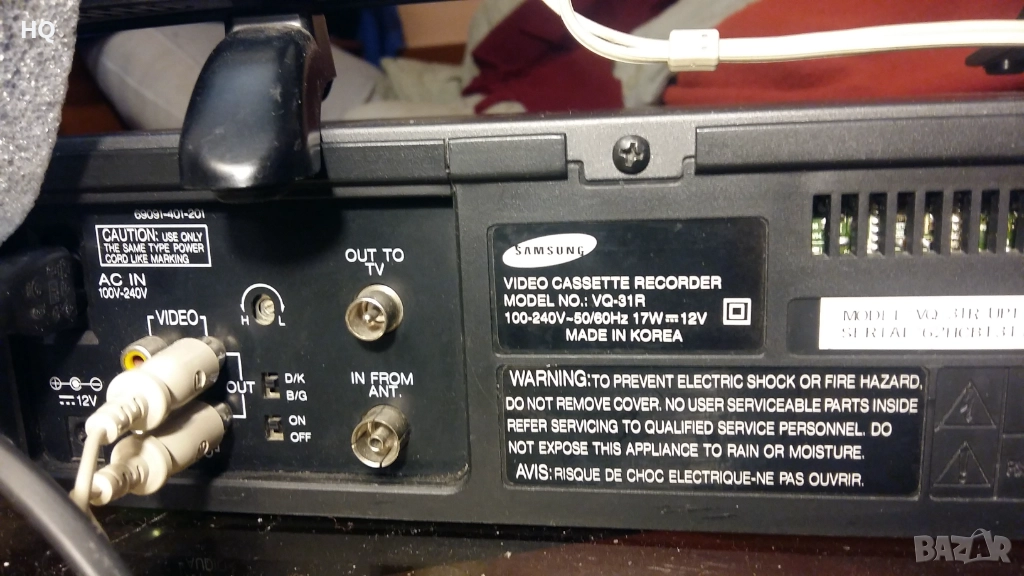 HQ
69091-401-201
CAUTION: USE ONLY
THE SAME TYPE POWER
CORD LIKE MARKING
AC IN
100V-240V
VIDEO
H L
OUT TO
TV
12V
OUT
D/K
B/G
ON
OFF
IN FROM
ANT.
SAMSUNG
VIDEO CASSETTE RECORDER
MODEL NO.: VQ-31R
100-240V~50/60Hz 17W 12V
MADE IN KOREA
MODEL VQ-31R
SERIAL
WARNING: TO PREVENT ELECTRIC SHOCK OR FIRE HAZARD,
DO NOT REMOVE COVER. NO USER SERVICEABLE PARTS INSIDE
REFER SERVICING TO QUALIFIED SERVICE PERSONNEL. DO
NOT EXPOSE THIS APPLIANCE TO RAIN OR MOISTURE.
AVIS: RISQUE DE CHOC ELECTRIQUE-NE PAS OUVRIR.
BAZAR